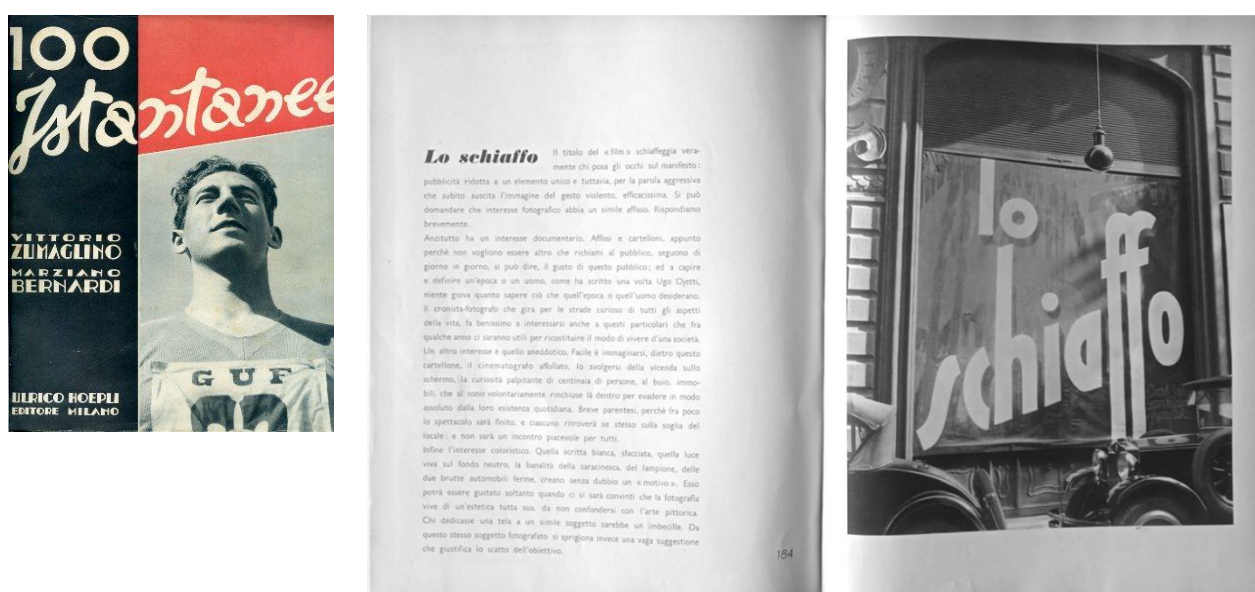 100
Istantanee
VITTORIO
ZUMAGLINO
MARZIANO
BERNARDI
ULRICO HOEPLI
EDITORE MILANO
GUF
Lo schiaffo Il titolo del «film» schiaffeggia vera-
mente chi posa gli occhi sul manifesto:
pubblicità ridotta a un elemento unico e tuttavia, per la parola aggressiva
che subito suscita l'immagine del gesto violento, efficacissima. Si può
domandare che interesse fotografico abbia un simile affisso. Rispondiamo
brevemente.
Anzitutto ha un interesse documentario. Affissi e cartelloni, appunto
perchè non vogliono essere altro che richiami al pubblico, seguono di
giorno in giorno, si può dire, il gusto di questo pubblico; ed a capire
e definire un'epoca o un uomo, come ha scritto una volta Ugo Ojetti,
niente giova quanto sapere ciò che quell'epoca o quell'uomo desiderano.
Il cronista-fotografo che gira per le strade curioso di tutti gli aspetti
della vita, fa benissimo a interessarsi anche a questi particolari che fra
qualche anno ci saranno utili per ricostituire il modo di vivere d'una società.
Un altro interesse è quello aneddotico. Facile è immaginarsi, dietro questo
cartellone, il cinematografo affollato, lo svolgersi della vicenda sullo
schermo, la curiosità palpitante di centinaia di persone, al buio, immo-
bili, che si sono volontariamente rinchiuse là dentro per evadere in modo
assoluto dalla loro esistenza quotidiana. Breve parentesi, perchè fra poco
lo spettacolo sarà finito, e ciascuno ritroverà se stesso sulla soglia del
locale: e non sarà un incontro piacevole per tutti.
Infine l'interesse coloristico. Quella scritta bianca, sfacciata, quella luce
viva sul fondo neutro, la banalità della saracinesca, del lampione, delle
due brutte automobili ferme, creano senza dubbio un «motivo». Esso
potrà essere gustato soltanto quando ci si sarà convinti che la fotografia
vive di un'estetica tutta sua, da non confondersi con l'arte pittorica.
Chi dedicasse una tela a un simile soggetto sarebbe un imbecille. Da
questo stesso soggetto fotografato si sprigiona invece una vaga suggestione
che giustifica lo scatto dell'obiettivo.
184
lo
schiaffo